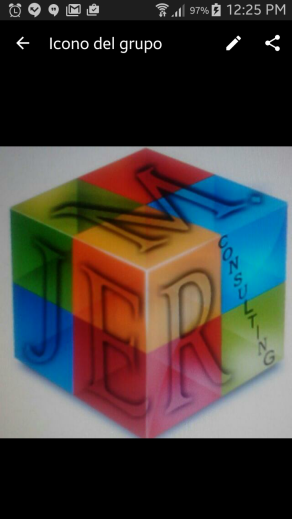 97% 12:25 PM
Icono del grupo
M.
JER
CONSULTING